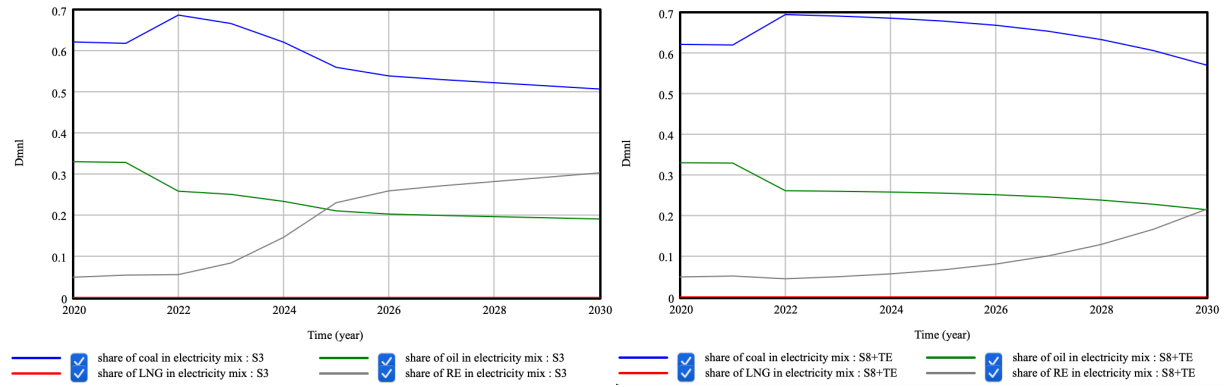 0.7
0.6
0.5
0.4
0.3
0.2
0.1
0
Dmnl
2020 2022 2024 2026 2028 2030
Time (year)
share of coal in electricity mix : S3 share of oil in electricity mix : S3
share of LNG in electricity mix : S3 share of RE in electricity mix : S3
0.7
0.6
0.5
0.4
0.3
0.2
0.1
0
Dmnl
2020 2022 2024 2026 2028 2030
Time (year)
share of coal in electricity mix : S8+TE share of oil in electricity mix : S8+TE
share of LNG in electricity mix : S8+TE share of RE in electricity mix : S8+TE